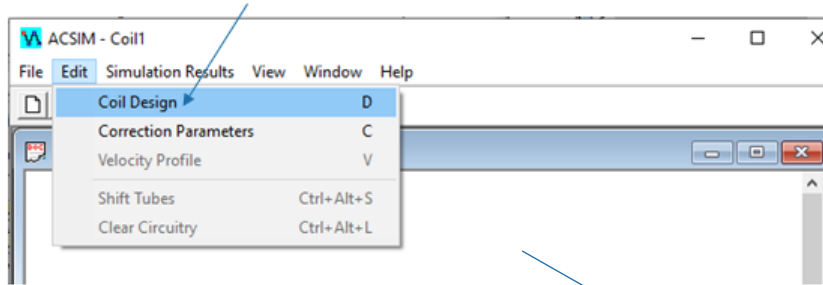 ACSIM - Coil1
File Edit Simulation Results View Window Help
Coil Design D
Correction Parameters C
Velocity Profile V
Shift Tubes Ctrl+Alt+S
Clear Circuitry Ctrl+Alt+L